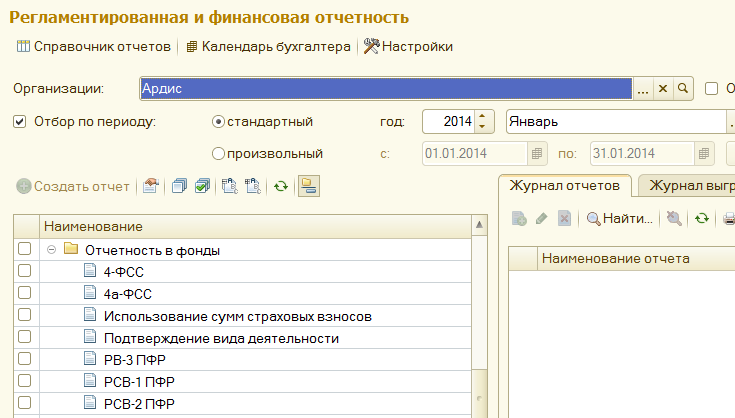 Регламентированная и финансовая отчетность
Справочник отчетов Календарь бухгалтера Настройки
Организации: Ардис ... О
Отбор по периоду: стандартный год: 2014 Январь
произвольный с: 01.01.2014 по: 31.01.2014
Создать отчет
Журнал отчетов Журнал выгр
Найти...
Наименование
Наименование отчета
Отчетность в фонды
4-ФСС
4а-ФСС
Использование сумм страховых взносов
Подтверждение вида деятельности
РВ-3 ПФР
РСВ-1 ПФР
РСВ-2 ПФР